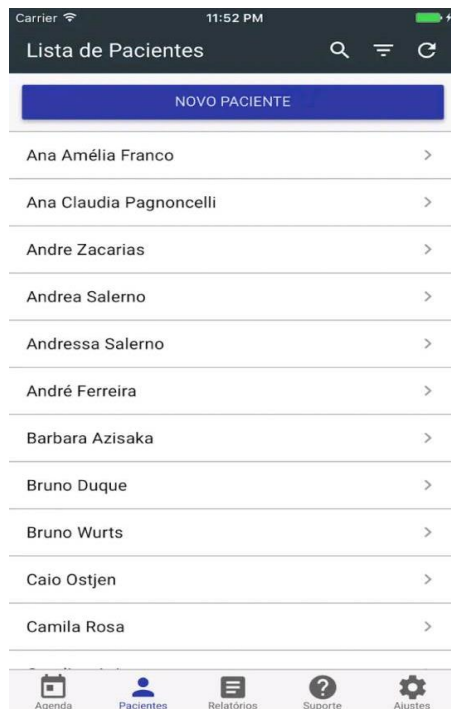 Carrier 11:52 PM
Lista de Pacientes
NOVO PACIENTE
Ana Amélia Franco
Ana Claudia Pagnoncelli
Andre Zacarias
Andrea Salerno
Andressa Salerno
André Ferreira
Barbara Azisaka
Bruno Duque
Bruno Wurts
Caio Ostjen
Camila Rosa
Agenda Pacientes Relatórios Suporte Ajustes